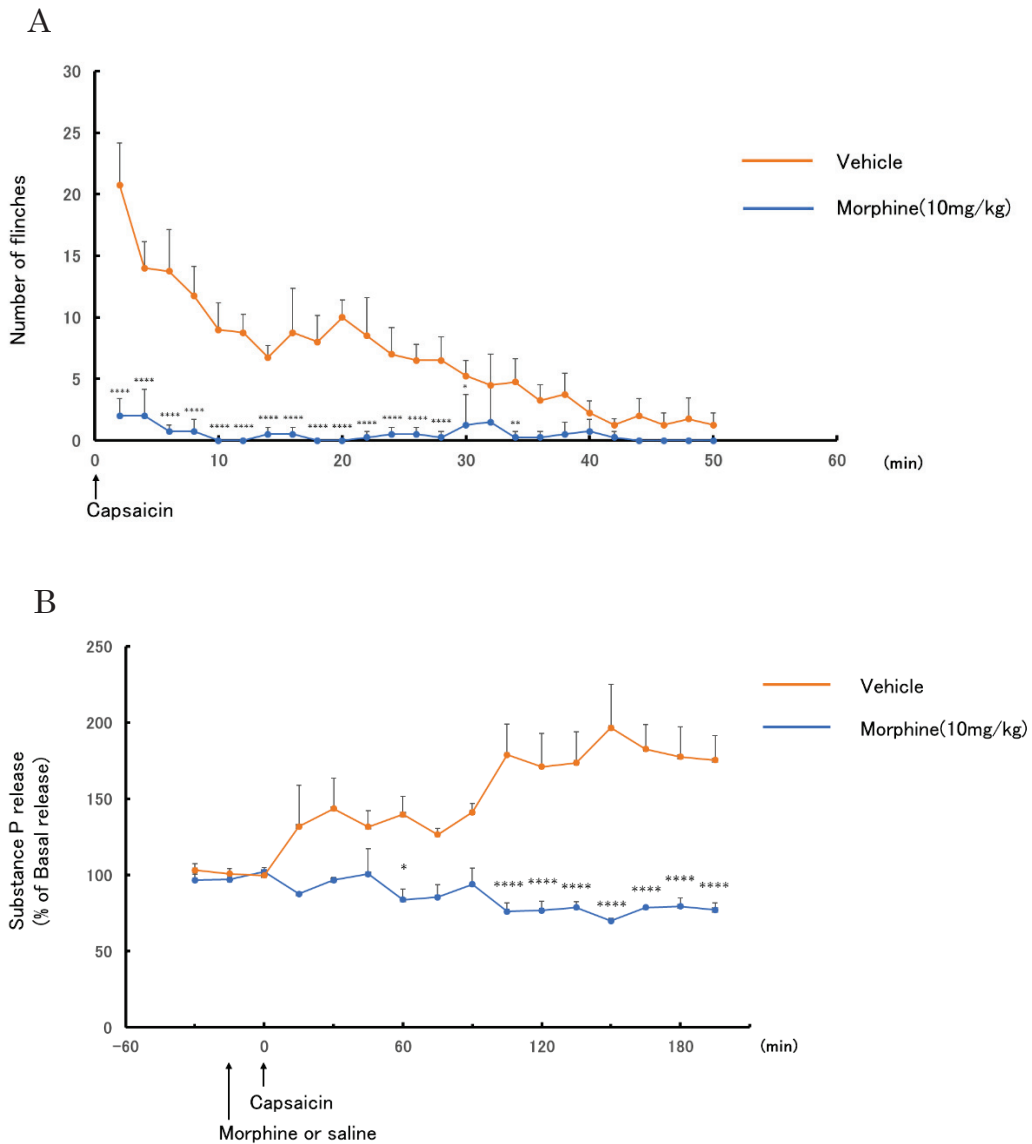 A
30
25
20
15
10
5
0
Number of flinches
Vehicle
Morphine(10mg/kg)
**** **** **** **** **** **** **** **** **** **** **** **** **** **** * **
0 10 20 30 40 50 60 (min)
Capsaicin
B
250
200
150
100
50
0
Substance P release
(% of Basal release)
Vehicle
Morphine(10mg/kg)
* **** **** **** **** **** **** ****
-60 0 60 120 180 (min)
Capsaicin
Morphine or saline